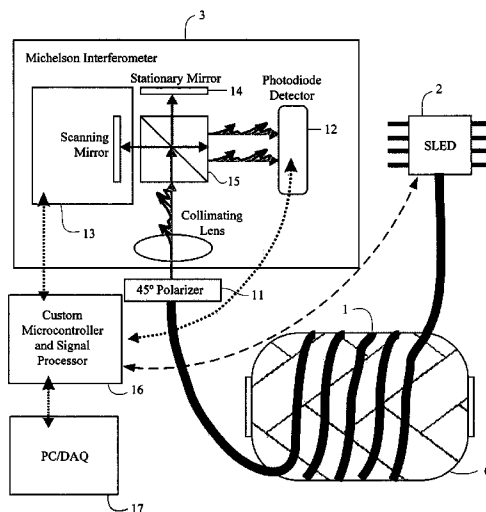 3
Michelson Interferometer
Stationary Mirror
14
Photodiode
Detector
12
2
SLED
Scanning
Mirror
15
13
Collimating
Lens
45º Polarizer
11
1
Custom
Microcontroller
and Signal
Processor
16
PC/DAQ
17